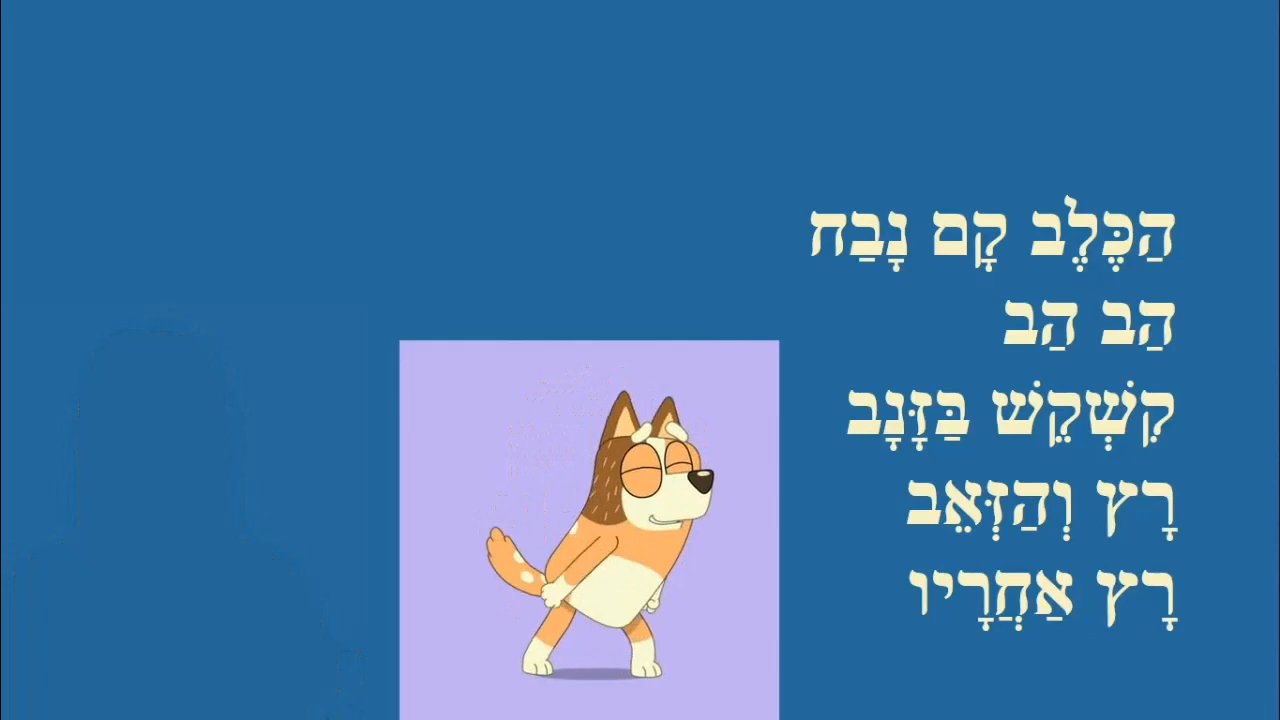 הַכֶּלֶב קָם נָבַח
הַב הַב
קִשְׁקֵשׁ בַּזָּנָב
רָץ וְהַזְּאֵב
רָץ אַחֲרָיו